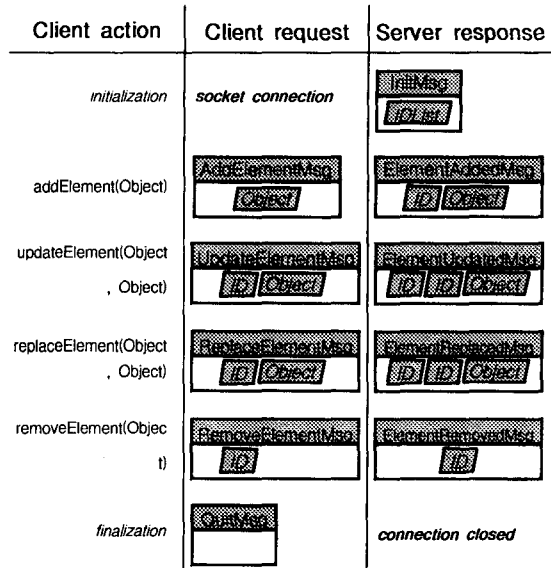 Client action Client request Server response
initialization socket connection InitMsg
IDList
addElement(Object) AddElementMsg ElementAddedMsg
Object ID Object
updateElement(Object UpdateElementMsg ElementUpdatedMsg
, Object) ID Object ID ID Object
replaceElement(Object ReplaceElementMsg ElementReplacedMsg
, Object) ID Object ID ID Object
removeElement(Objec RemoveElementMsg ElementRemovedMsg
t) ID ID
finalization QuitMsg connection closed